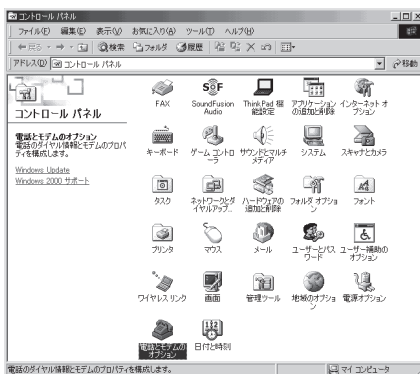 コントロール パネル
ファイル(F) 編集(E) 表示(V) お気に入り(A) ツール(T) ヘルプ(H)
戻る 検索 フォルダ 履歴
アドレス(D) コントロール パネル 移動
コントロール パネル
電話とモデムのオプション
電話のダイヤル情報とモデムのプロパティを構成します。
Windows Update
Windows 2000 サポート
FAX
SoundFusion Audio
ThinkPad 機能設定
アプリケーションの追加と削除
インターネット オプション
キーボード
ゲーム コントローラ
サウンドとマルチメディア
システム
スキャナとカメラ
タスク
ネットワークとダイヤルアップ...
ハードウェアの追加と削除
フォルダ オプション
フォント
プリンタ
マウス
メール
ユーザーとパスワード
ユーザー補助のオプション
ワイヤレス リンク
画面
管理ツール
地域のオプション
電源オプション
電話とモデムのオプション
日付と時刻
電話のダイヤル情報とモデムのプロパティを構成します。 マイ コンピュータ